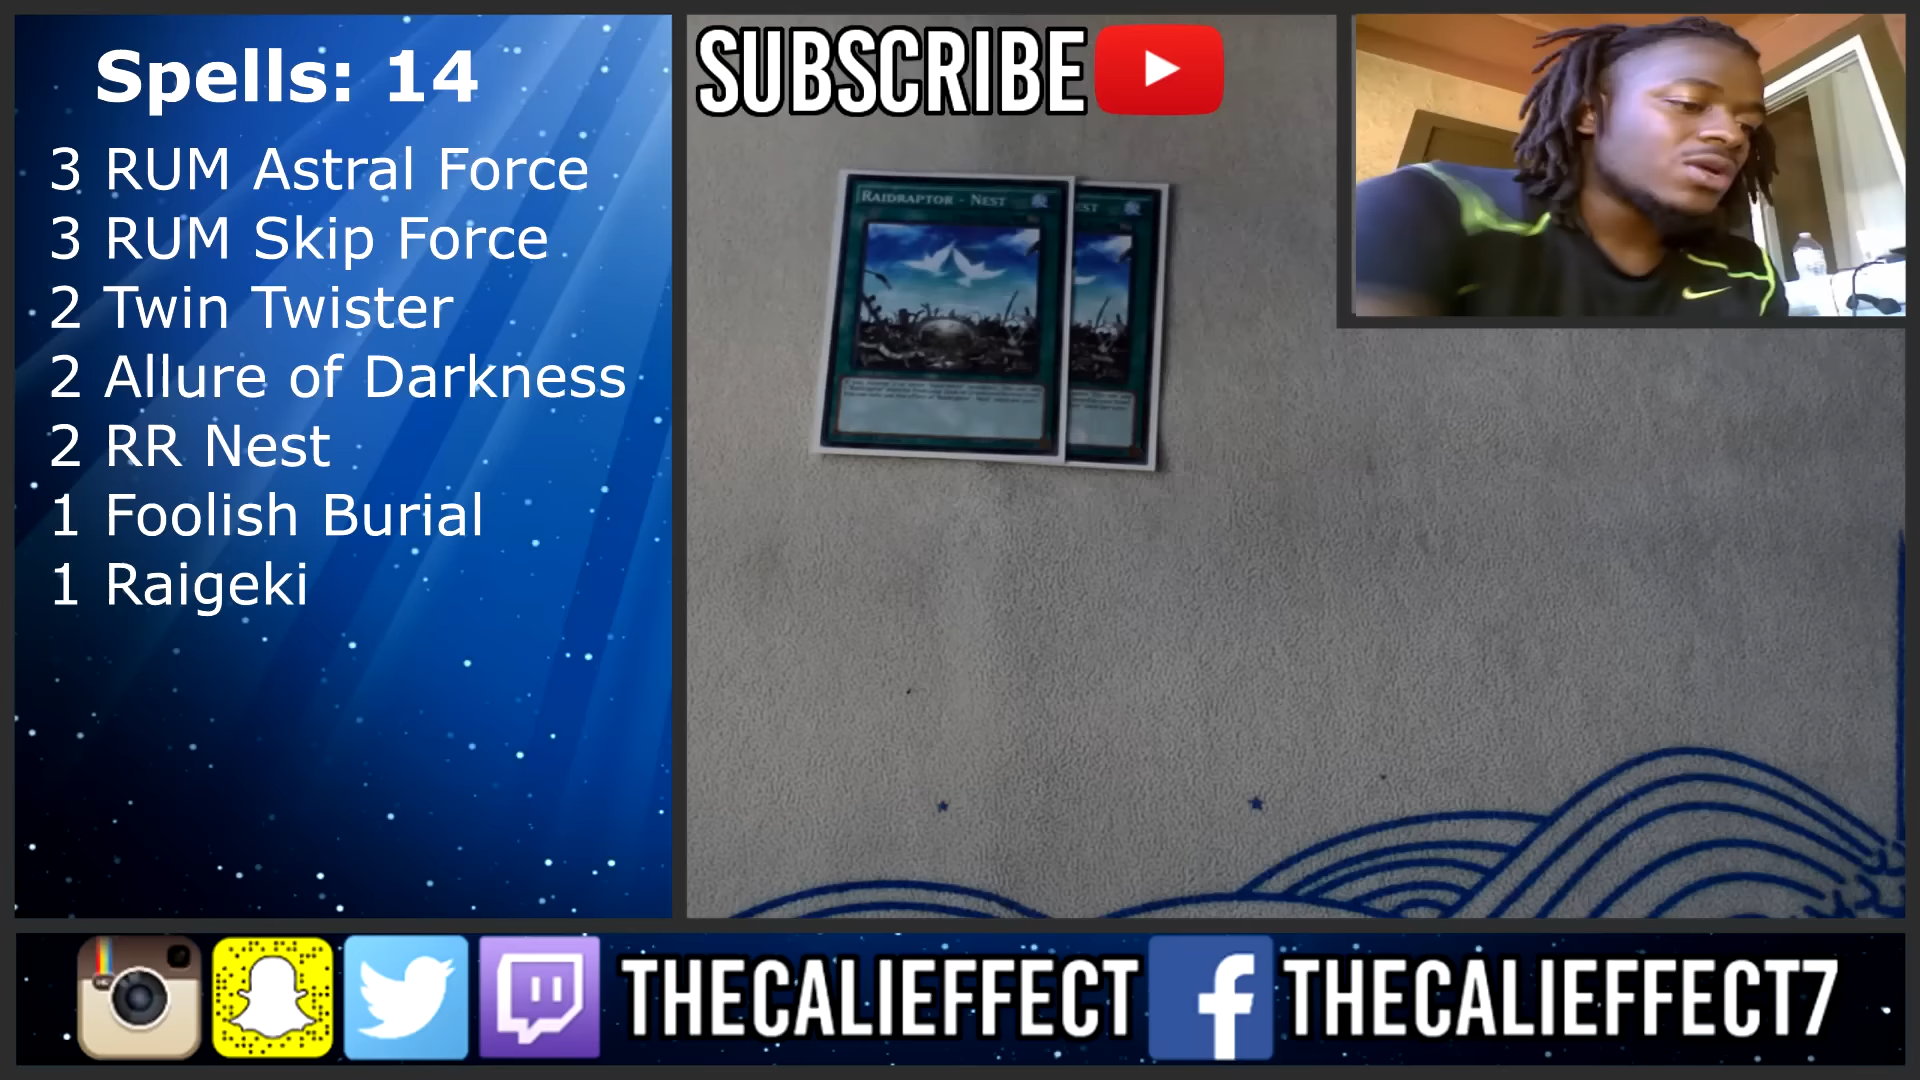 Spells: 14
3 RUM Astral Force
3 RUM Skip Force
2 Twin Twister
2 Allure of Darkness
2 RR Nest
1 Foolish Burial
1 Raigeki
SUBSCRIBE
RAIDRAPTOR - NEST
EST
THECALIEFFECT
THECALIEFFECT7